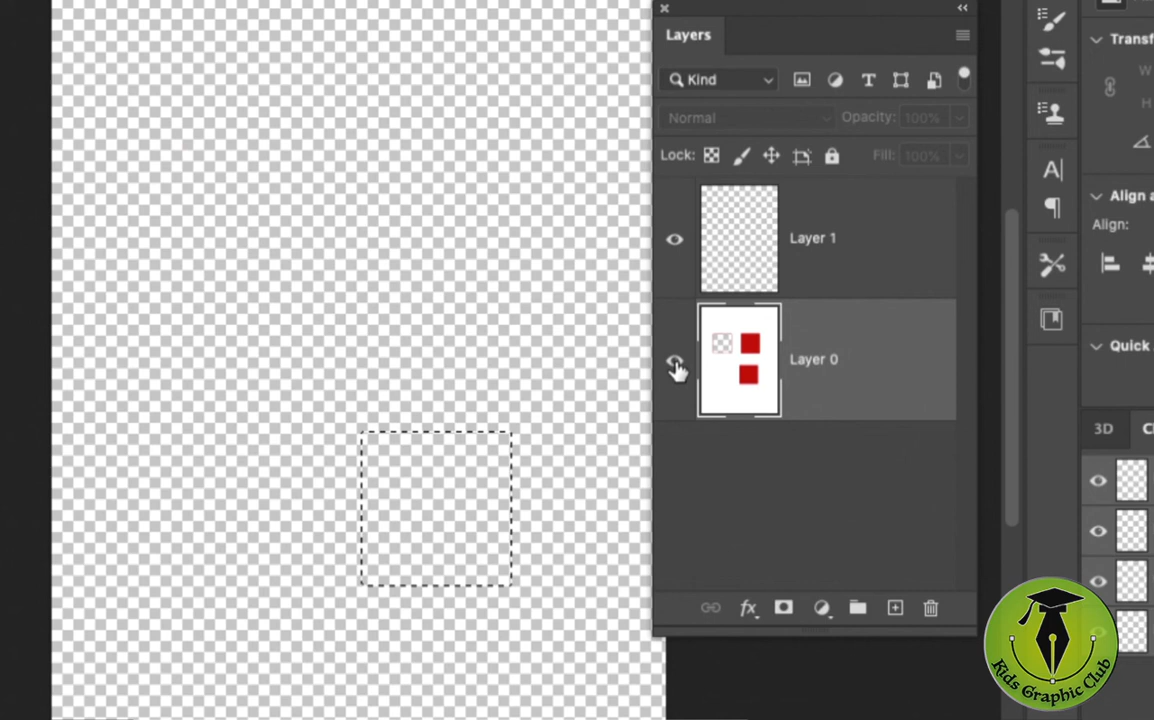 Layers
Kind
T
Transf
W
H
Normal
Opacity: 100%
Lock:
Fill: 100%
A
Layer 1
Align a
Align:
Layer 0
Quick
3D
fx
Kids Graphic Club